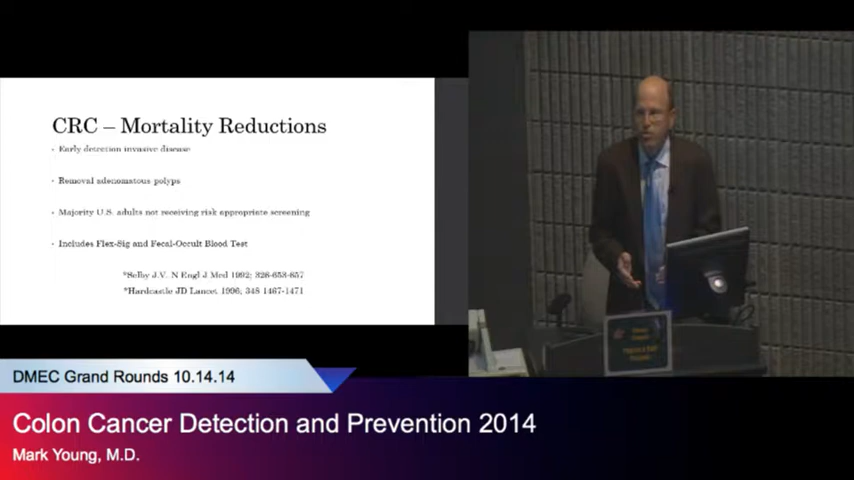 CRC – Mortality Reductions
• Early detection invasive disease
• Removal adenomatous polyps
• Majority U.S. adults not receiving risk appropriate screening
• Includes Flex-Sig and Fecal-Occult Blood Test
*Selby J.V. N Engl J Med 1992; 326-653-657
*Hardcastle JD Lancet 1996; 348 1467-1471
DMEC Grand Rounds 10.14.14
Colon Cancer Detection and Prevention 2014
Mark Young, M.D.